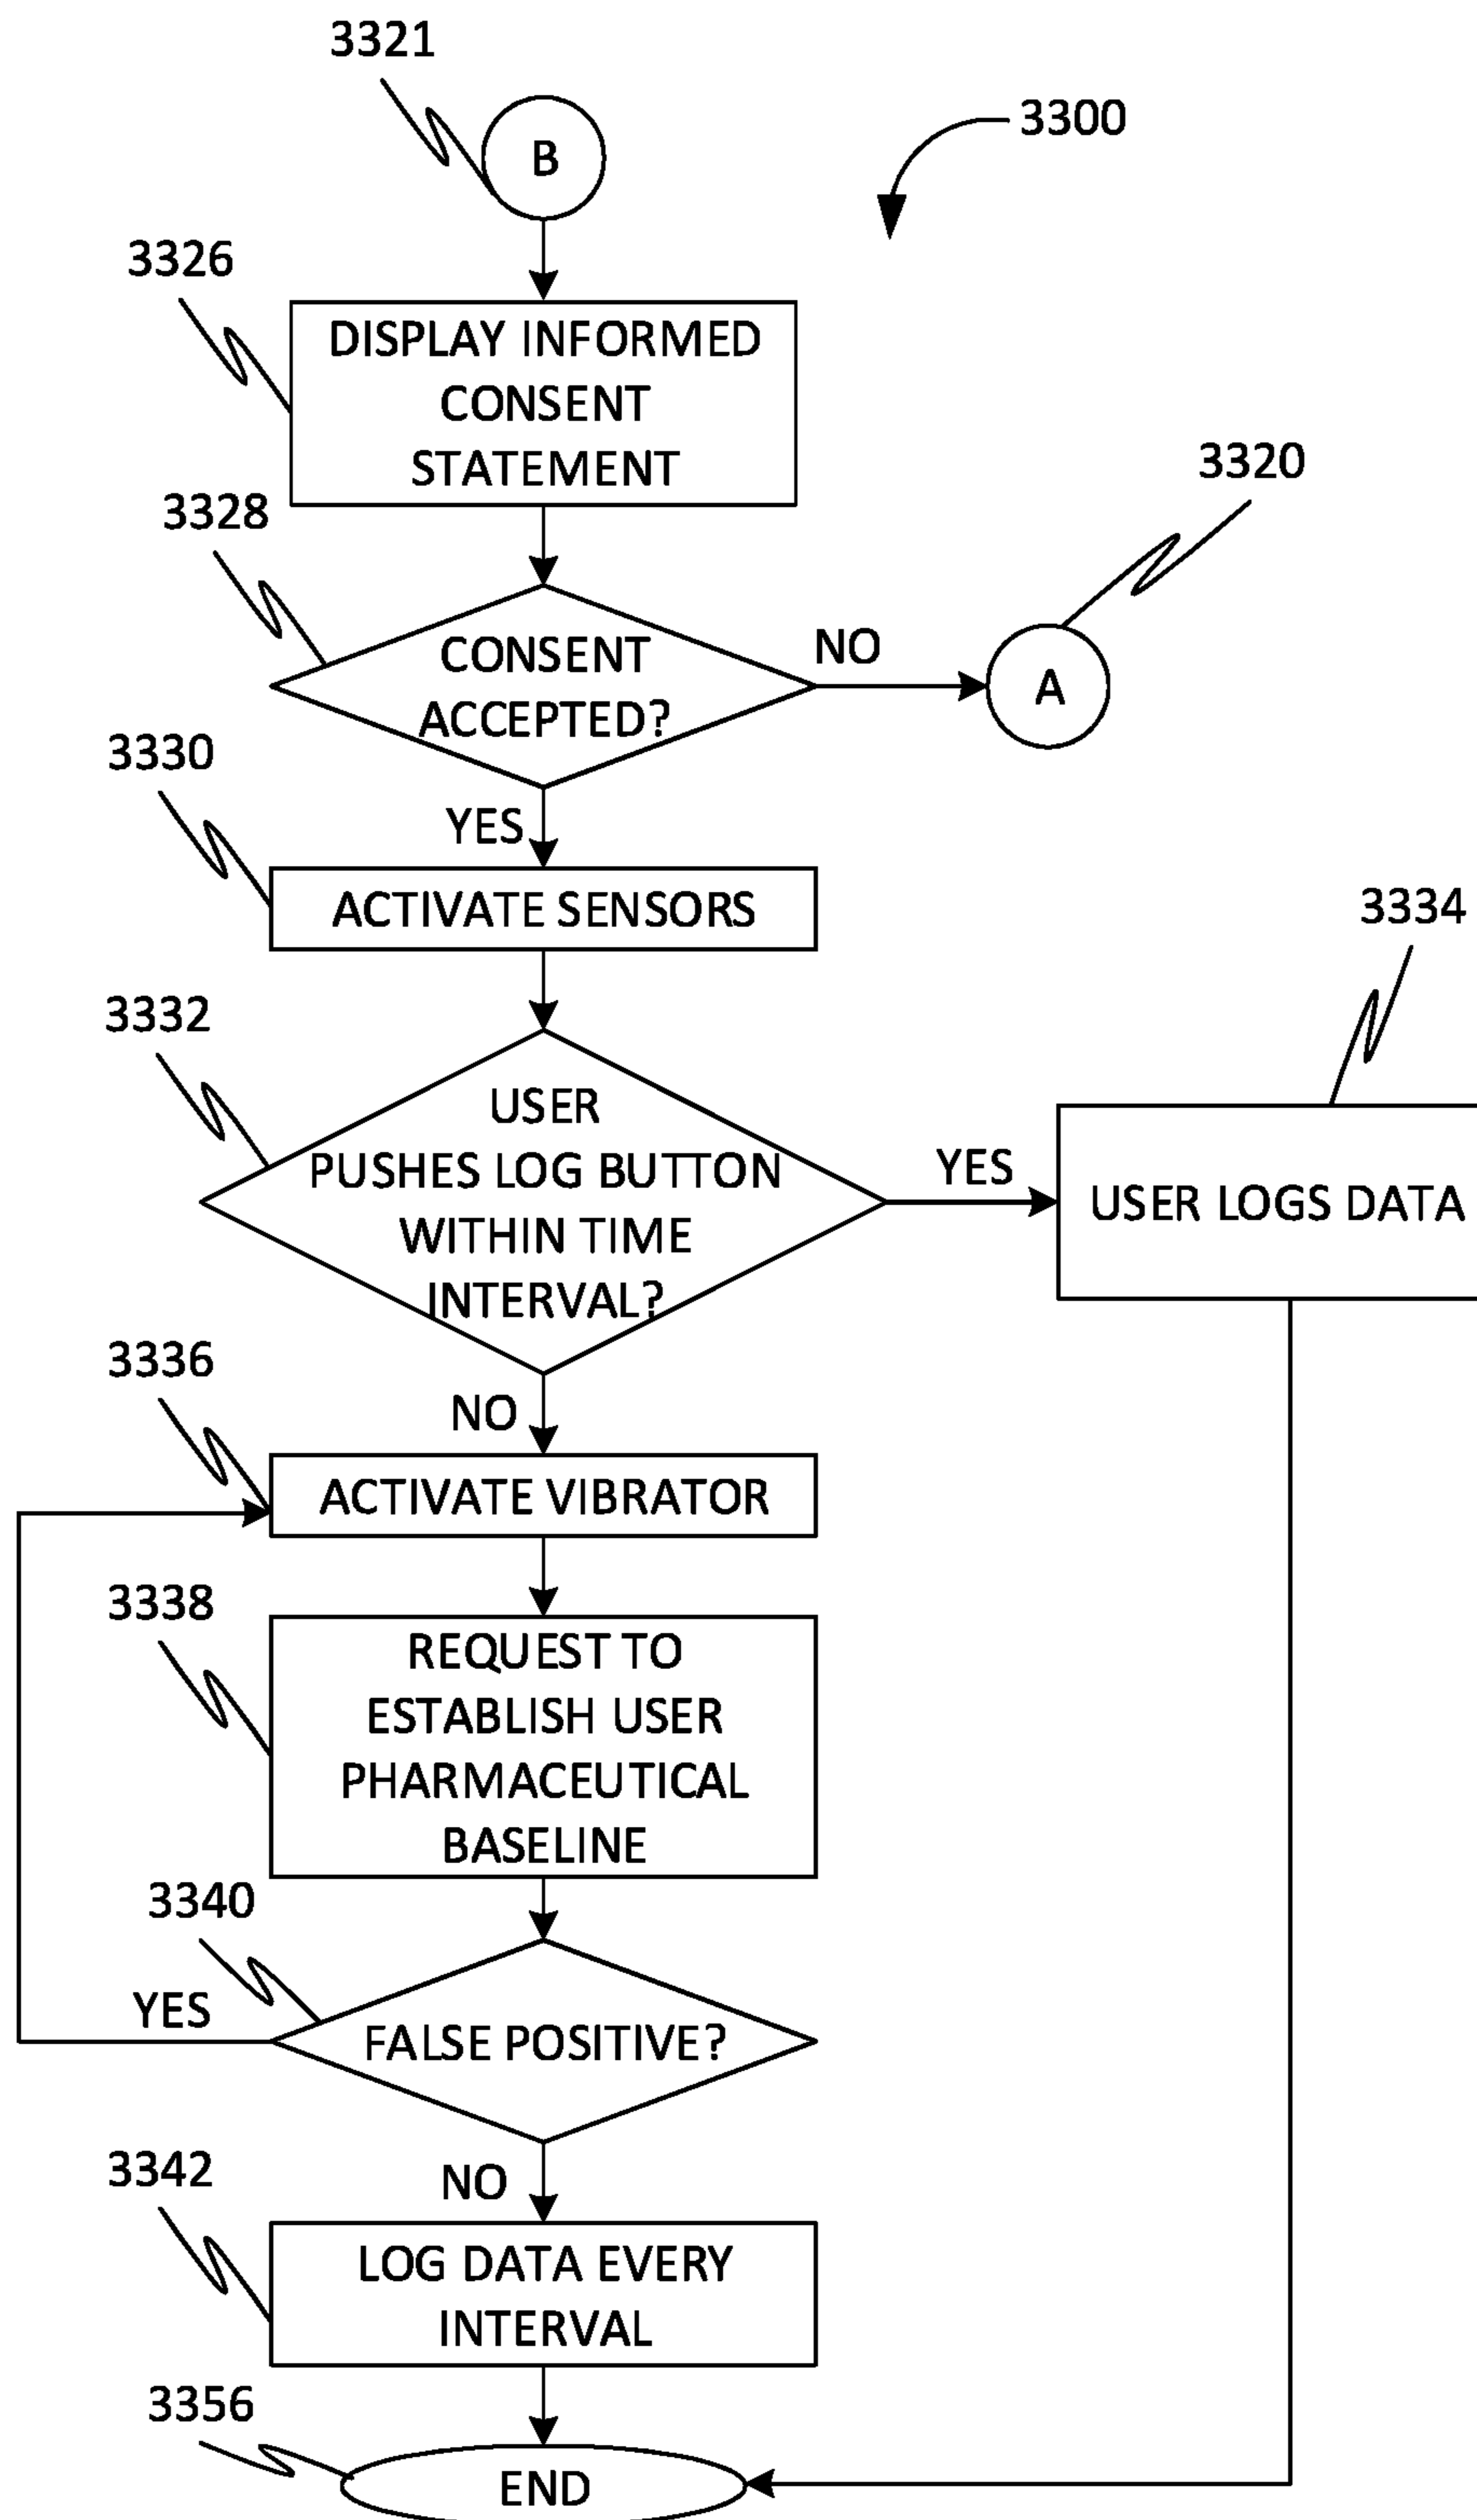 3321
B
3300
3326
DISPLAY INFORMED
CONSENT
STATEMENT
3328
3320
CONSENT
ACCEPTED?
NO
A
3330
YES
ACTIVATE SENSORS
3334
3332
USER
PUSHES LOG BUTTON
WITHIN TIME
INTERVAL?
YES
USER LOGS DATA
3336
NO
ACTIVATE VIBRATOR
3338
REQUEST TO
ESTABLISH USER
PHARMACEUTICAL
BASELINE
3340
YES
FALSE POSITIVE?
3342
NO
LOG DATA EVERY
INTERVAL
3356
END